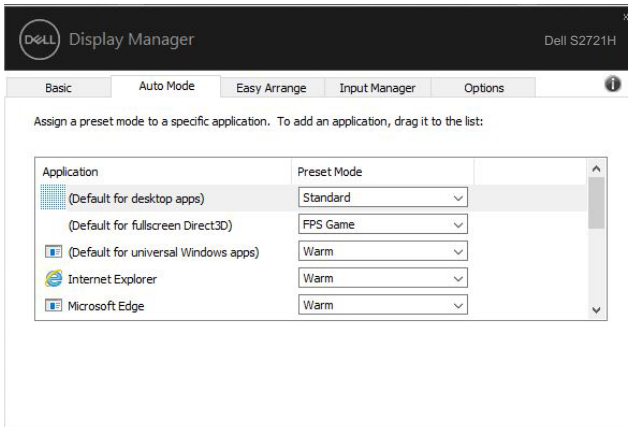 DELL Display Manager
Dell S2721H
Basic Auto Mode Easy Arrange Input Manager Options
Assign a preset mode to a specific application. To add an application, drag it to the list:
Application Preset Mode
(Default for desktop apps) Standard
(Default for fullscreen Direct3D) FPS Game
(Default for universal Windows apps) Warm
Internet Explorer Warm
Microsoft Edge Warm